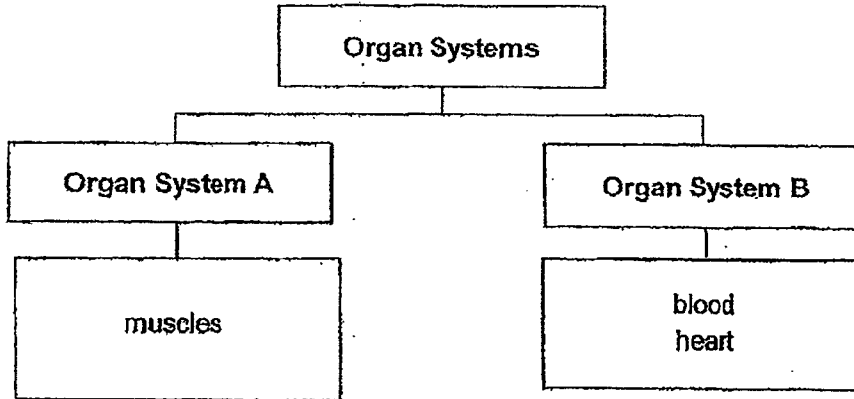 Organ Systems
Organ System A
Organ System B
muscles
blood
heart